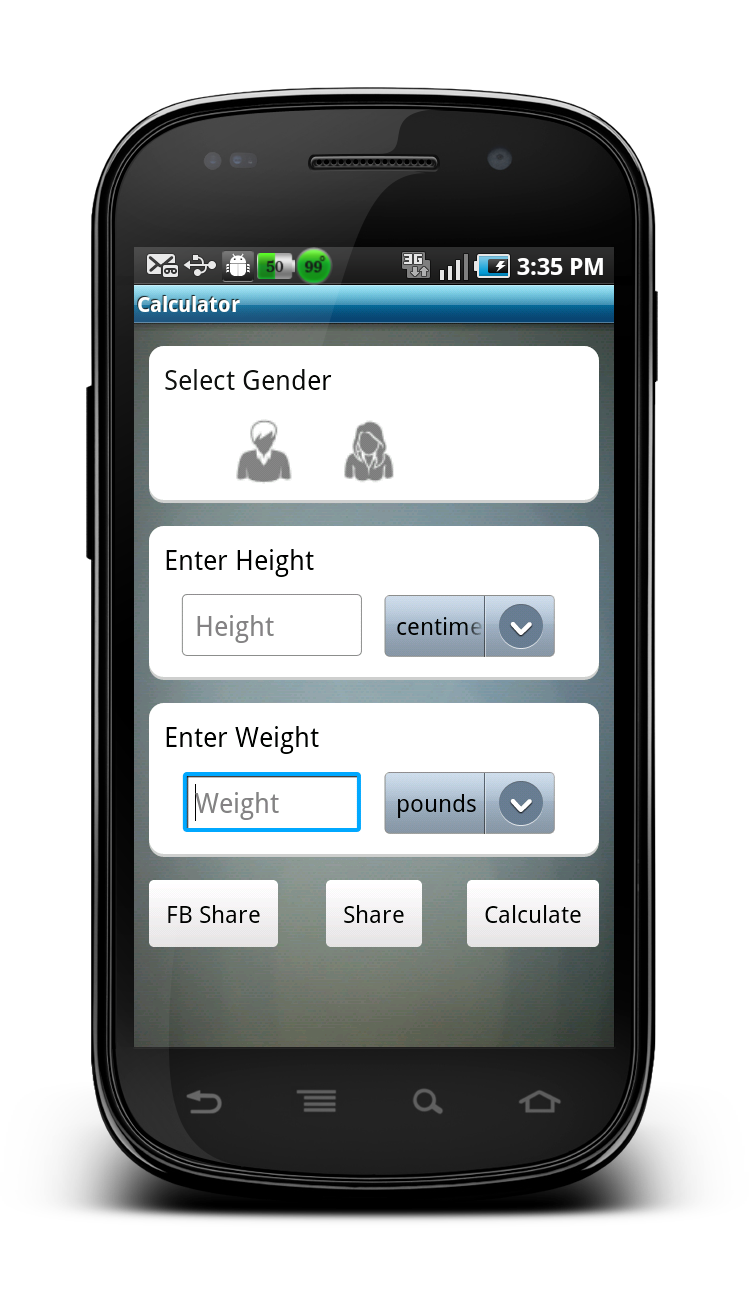 50 99° 3G 3:35 PM
Calculator
Select Gender
Enter Height
Height centime
Enter Weight
Weight pounds
FB Share Share Calculate